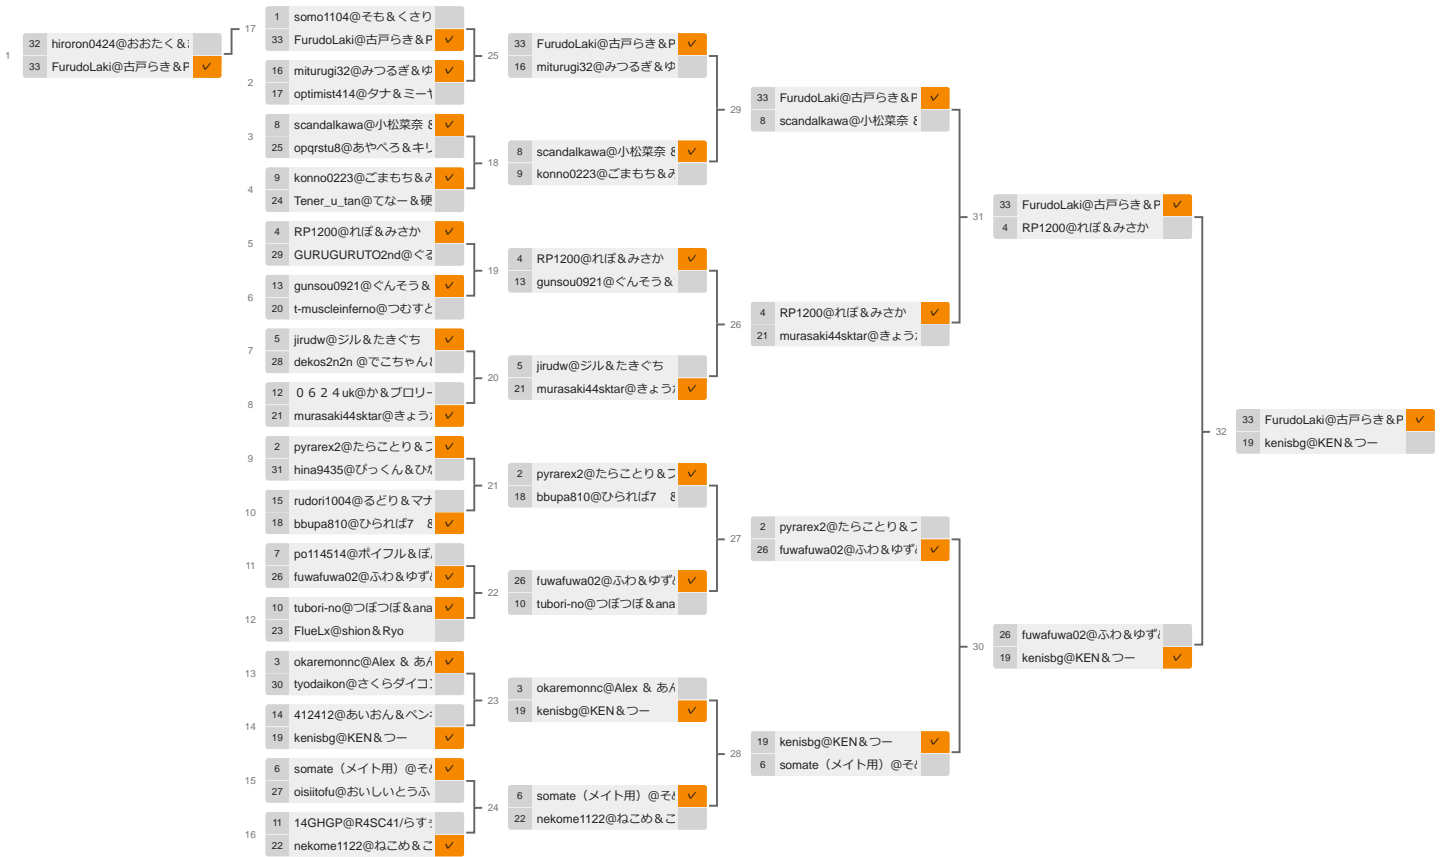 1
32 hiroron0424@おおたく&
33 FurudoLaki@古戸らき&P ✓
17
1 somo1104@そも&くさり
33 FurudoLaki@古戸らき&P ✓
2
16 miturugi32@みつるぎ&ゆ ✓
17 optimist414@タナ&ミー
3
8 scandalkawa@小松菜奈 & ✓
25 opqrstu8@あやぺろ&キリ
4
9 konno0223@ごまもち&み ✓
24 Tener_u_tan@てなー&硬
5
4 RP1200@れぼ&みさか ✓
29 GURUGURUTO2nd@ぐる
6
13 gunsou0921@ぐんそう& ✓
20 t-muscleinferno@つむすと
7
5 jirudw@ジル&たきぐち ✓
28 dekos2n2n @でこちゃん&
8
12 0624uk@か&ブロリー
21 murasaki44sktar@きょう ✓
9
2 pyrarex2@たらことり&フ ✓
31 hina9435@びっくん&ひな
10
15 rudori1004@るどり&マナ
18 bbupa810@ひられば7 & ✓
11
7 po114514@ポイフル&ぽ
26 fuwafuwa02@ふわ&ゆず ✓
12
10 tubori-no@つぼつぼ&ana ✓
23 FlueLx@shion&Ryo
13
3 okaremonnc@Alex & あん ✓
30 tyodaikon@さくらダイコ
14
14 412412@あいおん&ペン
19 kenisbg@KEN&つー ✓
15
6 somate(メイト用)@そ ✓
27 oisiitofu@おいしいとうふ
16
11 14GHGP@R4SC41/らす
22 nekome1122@ねこめ&こ ✓
25
33 FurudoLaki@古戸らき&P ✓
16 miturugi32@みつるぎ&ゆ
18
8 scandalkawa@小松菜奈 & ✓
9 konno0223@ごまもち&み
19
4 RP1200@れぼ&みさか ✓
13 gunsou0921@ぐんそう&
20
5 jirudw@ジル&たきぐち
21 murasaki44sktar@きょう ✓
21
2 pyrarex2@たらことり&フ ✓
18 bbupa810@ひられば7 &
22
26 fuwafuwa02@ふわ&ゆず ✓
10 tubori-no@つぼつぼ&ana
23
3 okaremonnc@Alex & あん
19 kenisbg@KEN&つー ✓
24
6 somate(メイト用)@そ ✓
22 nekome1122@ねこめ&こ
29
33 FurudoLaki@古戸らき&P ✓
8 scandalkawa@小松菜奈 &
26
4 RP1200@れぼ&みさか ✓
21 murasaki44sktar@きょう
27
2 pyrarex2@たらことり&フ
26 fuwafuwa02@ふわ&ゆず ✓
28
19 kenisbg@KEN&つー ✓
6 somate(メイト用)@そ
31
33 FurudoLaki@古戸らき&P ✓
4 RP1200@れぼ&みさか
30
26 fuwafuwa02@ふわ&ゆず
19 kenisbg@KEN&つー ✓
32
33 FurudoLaki@古戸らき&P ✓
19 kenisbg@KEN&つー